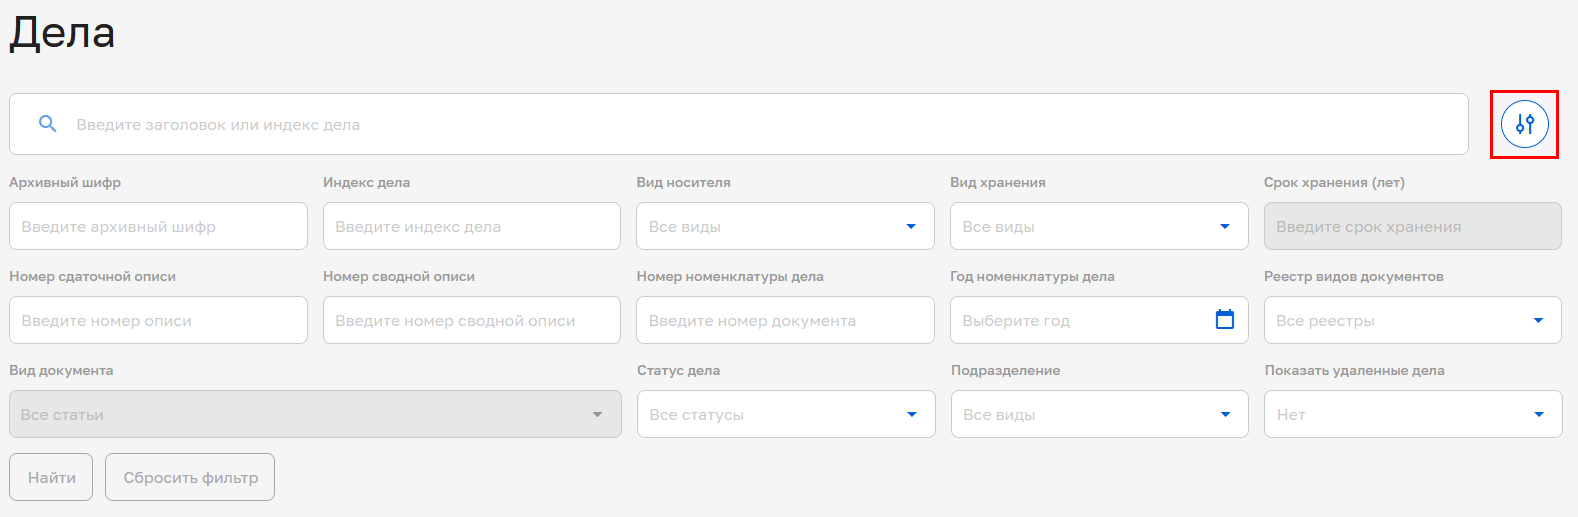 Дела
Введите заголовок или индекс дела
Архивный шифр Индекс дела Вид носителя Вид хранения Срок хранения (лет)
Введите архивный шифр Введите индекс дела Все виды Все виды Введите срок хранения
Номер сдаточной описи Номер сводной описи Номер номенклатуры дела Год номенклатуры дела Реестр видов документов
Введите номер описи Введите номер сводной описи Введите номер документа Выберите год Все реестры
Вид документа Статус дела Подразделение Показать удаленные дела
Все статьи Все статусы Все виды Нет
Найти Сбросить фильтр